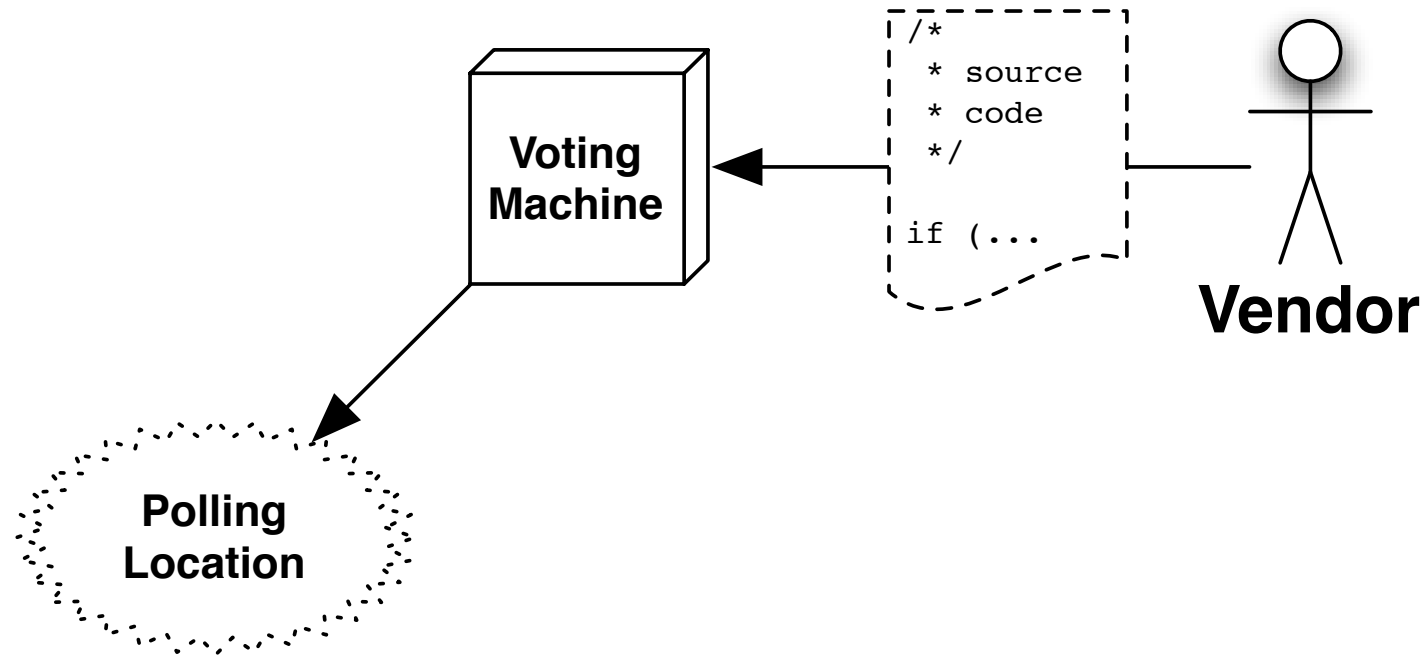 /*
 * source
 * code
 */
if (...
Voting
Machine
Vendor
Polling
Location